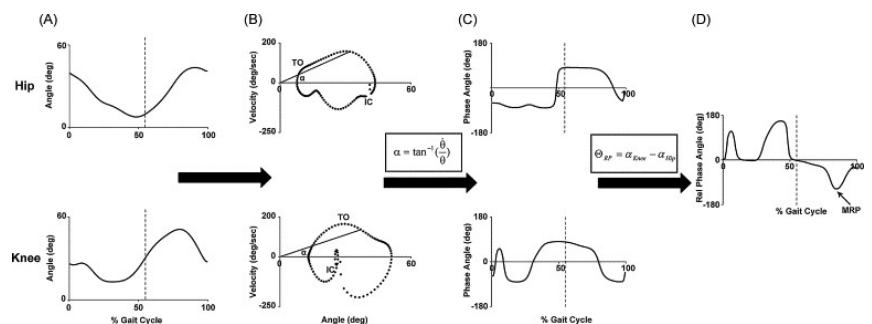 (A)
(B)
(C)
(D)
Hip
60
Angle (deg)
0
0
50
100
200
Velocity (deg/sec)
0
-250
TO
α
IC
60
180
Phase Angle (deg)
0
-180
50
100
α = tan⁻¹(θ̇/θ)
Θ_RP = α_Knee − α_Hip
180
Rel Phase Angle (deg)
0
-180
50
100
% Gait Cycle
MRP
Knee
60
Angle (deg)
0
0
50
100
% Gait Cycle
200
Velocity (deg/sec)
0
-250
TO
α
IC
60
Angle (deg)
180
Phase Angle (deg)
0
-180
50
100
% Gait Cycle